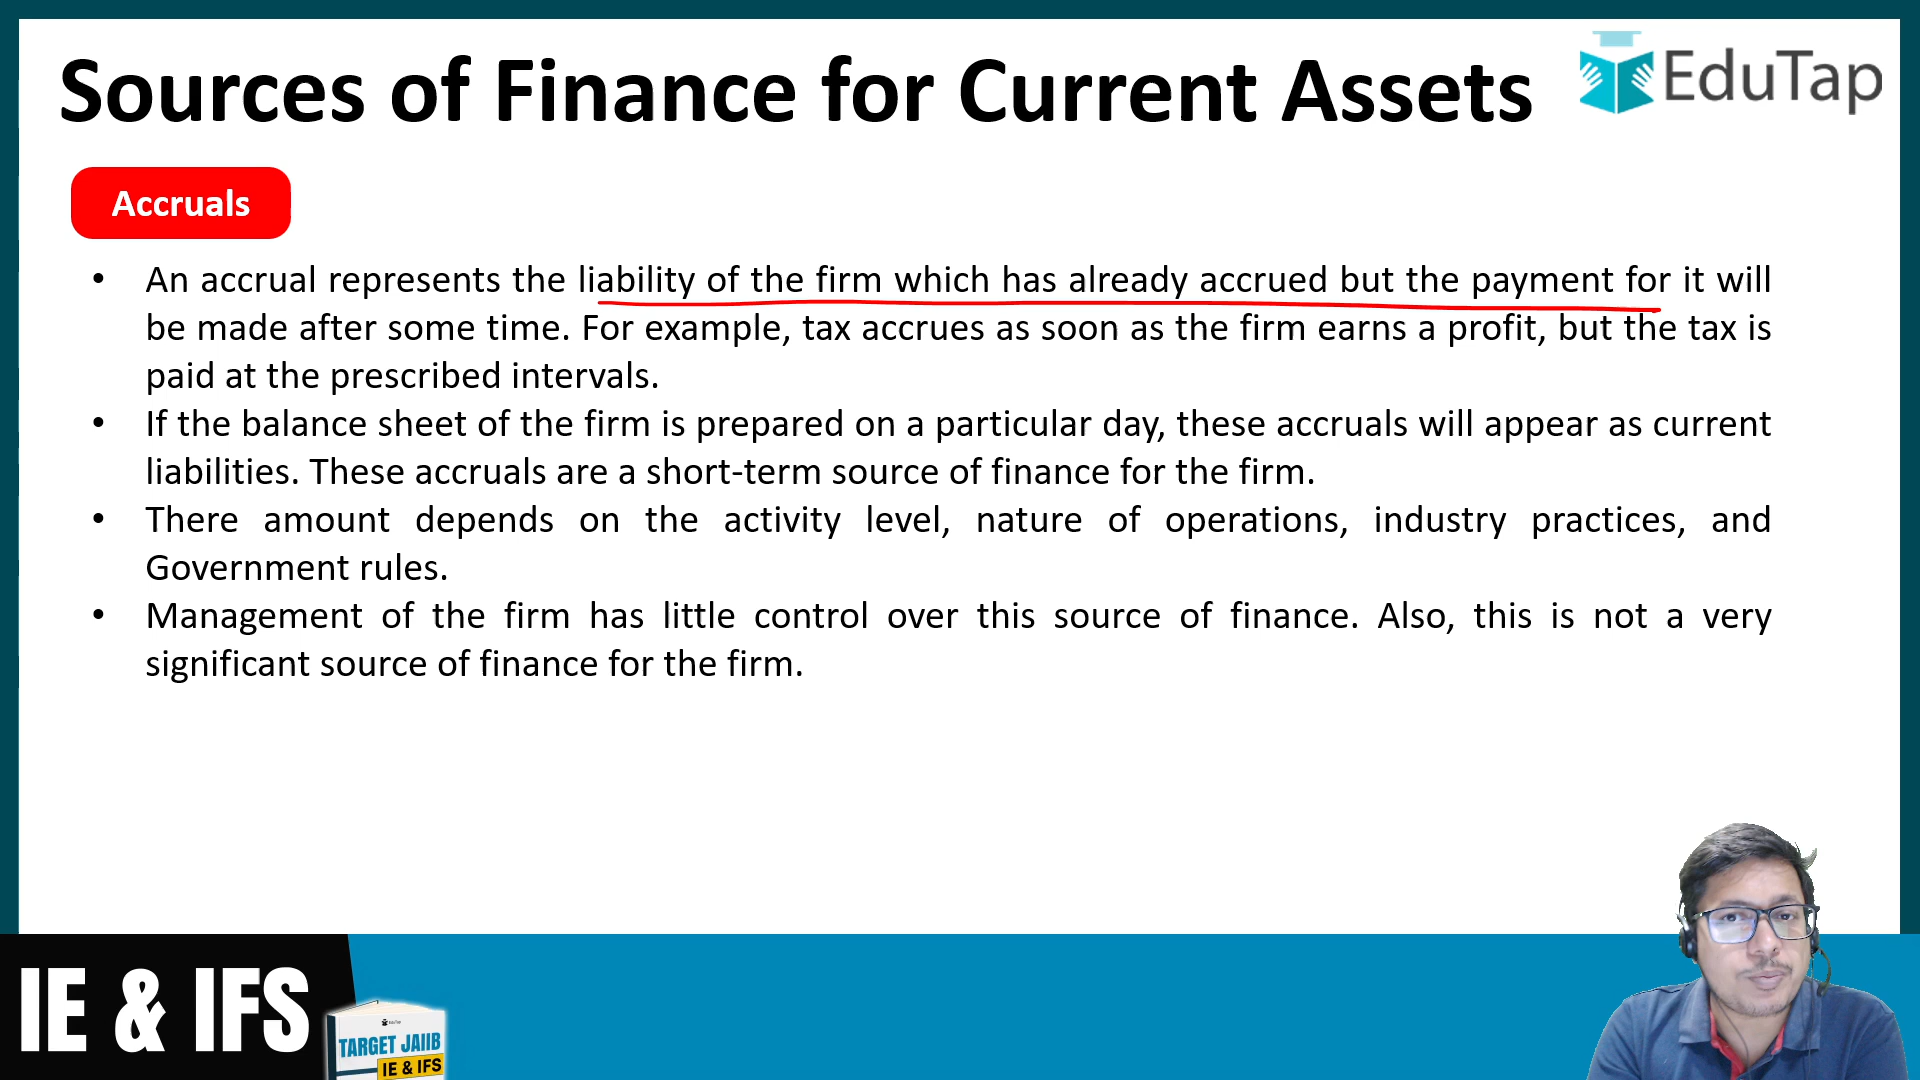 Sources of Finance for Current Assets
EduTap
Accruals
• An accrual represents the liability of the firm which has already accrued but the payment for it will
be made after some time. For example, tax accrues as soon as the firm earns a profit, but the tax is
paid at the prescribed intervals.
• If the balance sheet of the firm is prepared on a particular day, these accruals will appear as current
liabilities. These accruals are a short-term source of finance for the firm.
• There amount depends on the activity level, nature of operations, industry practices, and
Government rules.
• Management of the firm has little control over this source of finance. Also, this is not a very
significant source of finance for the firm.
IE & IFS
EduTap
TARGET JAIIB
IE & IFS